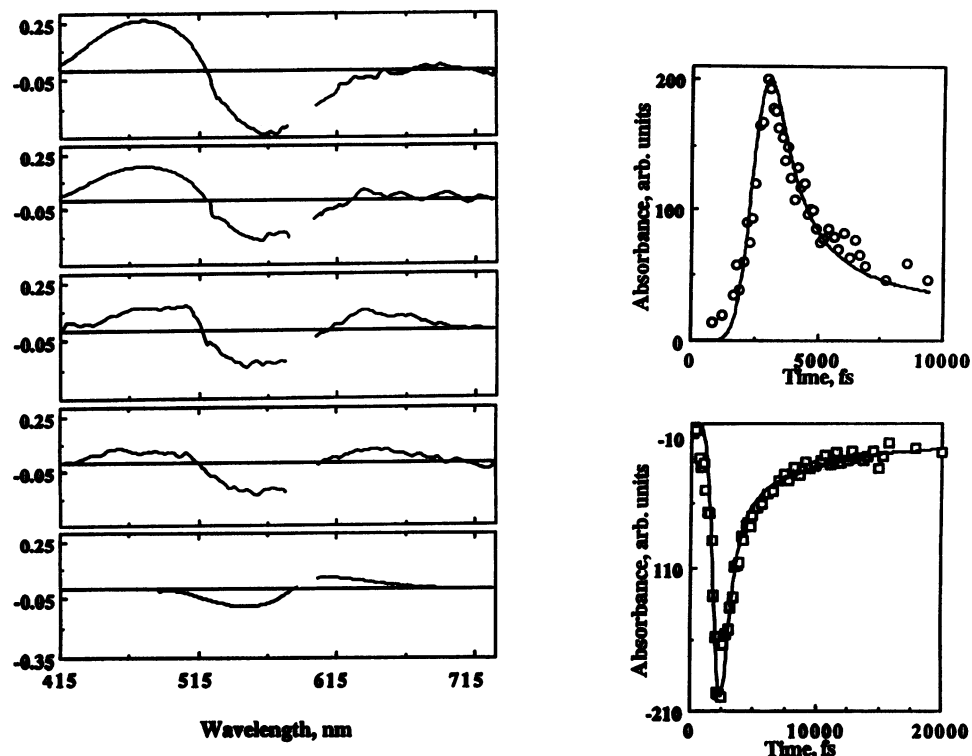 0.25
-0.05
0.25
-0.05
0.25
-0.05
0.25
-0.05
0.25
-0.05
-0.35
415 515 615 715
Wavelength, nm
Absorbance, arb. units
200
100
0
0 5000 10000
Time, fs
Absorbance, arb. units
-10
110
-210
0 10000 20000
Time, fs